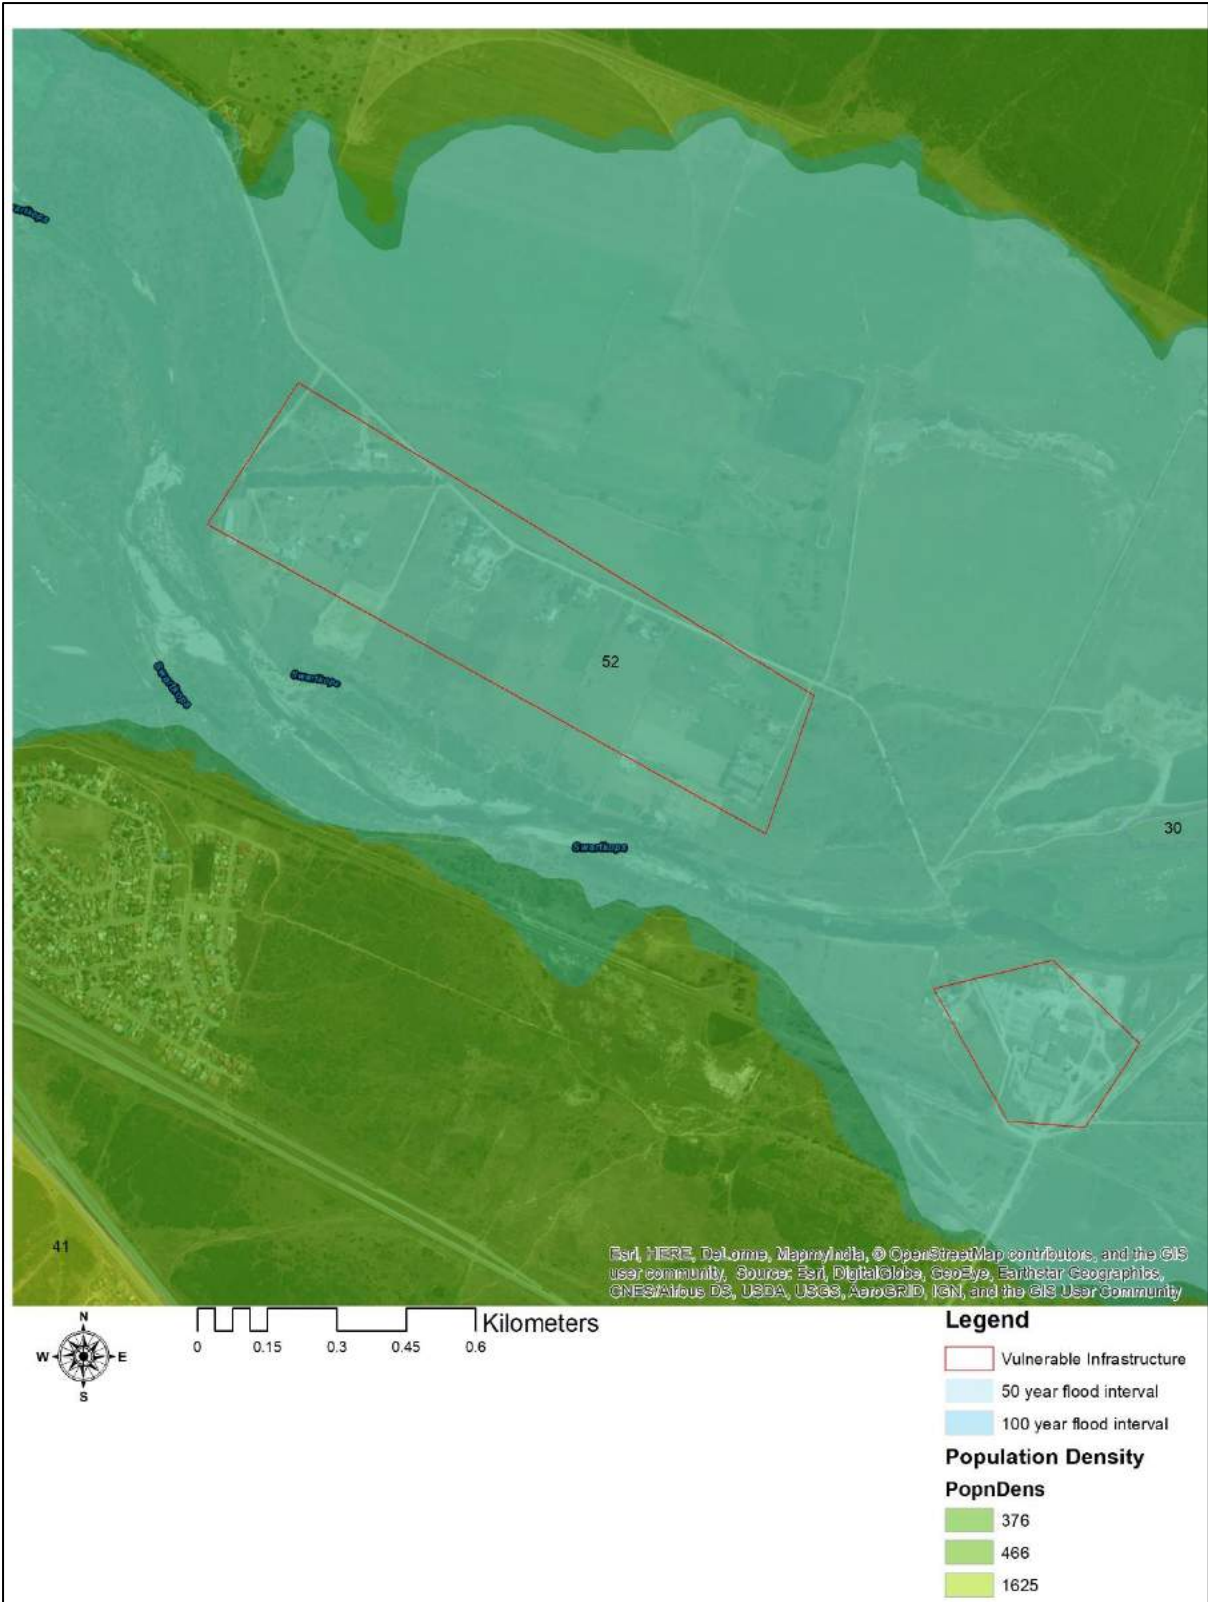 Swartkops
Swartkops
52
30
Swartkops
41
Esri, HERE, DeLorme, MapmyIndia, © OpenStreetMap contributors, and the GIS
user community, Source: Esri, DigitalGlobe, GeoEye, Earthstar Geographics,
CNES/Airbus DS, USDA, USGS, AeroGRID, IGN, and the GIS User Community
N
W
E
S
0 0.15 0.3 0.45 0.6
Kilometers
Legend
Vulnerable Infrastructure
50 year flood interval
100 year flood interval
Population Density
PopnDens
376
466
1625